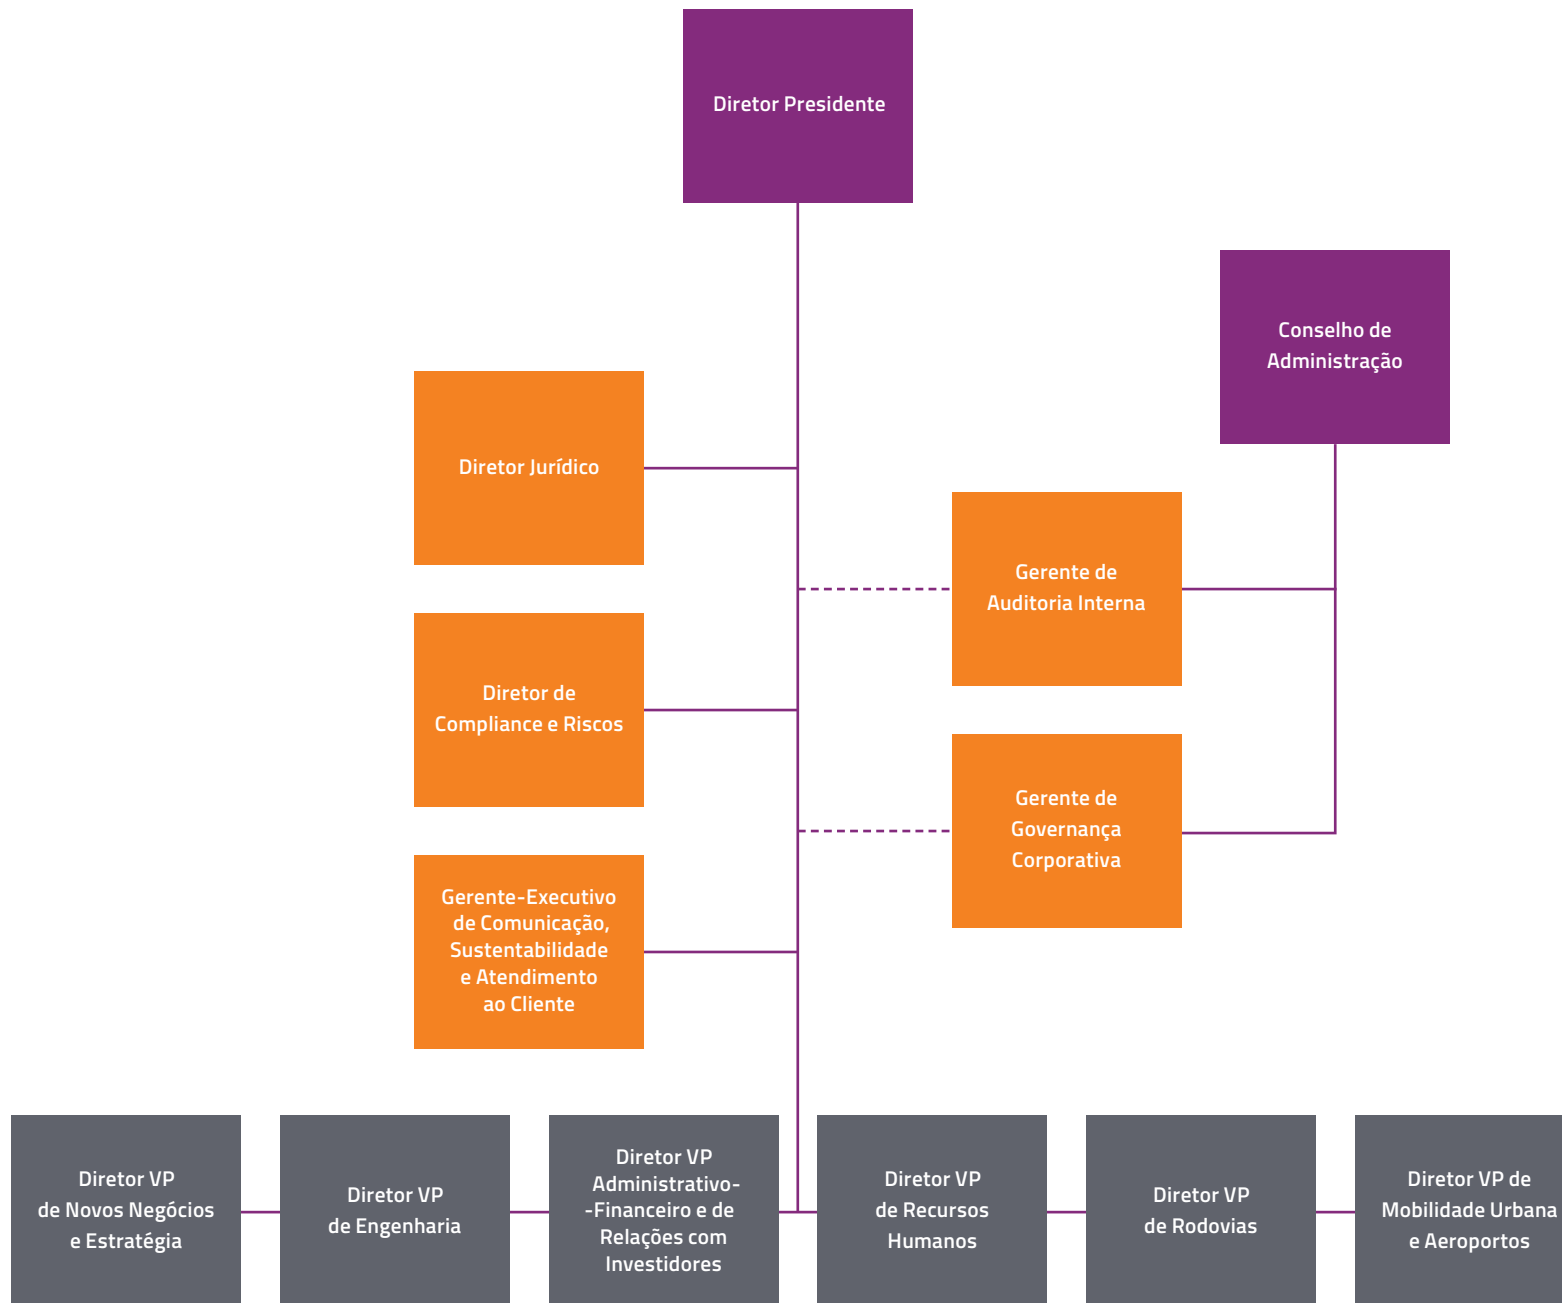 Diretor Presidente
Conselho de
Administração
Diretor Jurídico
Gerente de
Auditoria Interna
Diretor de
Compliance e Riscos
Gerente de
Governança
Corporativa
Gerente-Executivo
de Comunicação,
Sustentabilidade
e Atendimento
ao Cliente
Diretor VP
de Novos Negócios
e Estratégia
Diretor VP
de Engenharia
Diretor VP
Administrativo-
-Financeiro e de
Relações com
Investidores
Diretor VP
de Recursos
Humanos
Diretor VP
de Rodovias
Diretor VP de
Mobilidade Urbana
e Aeroportos